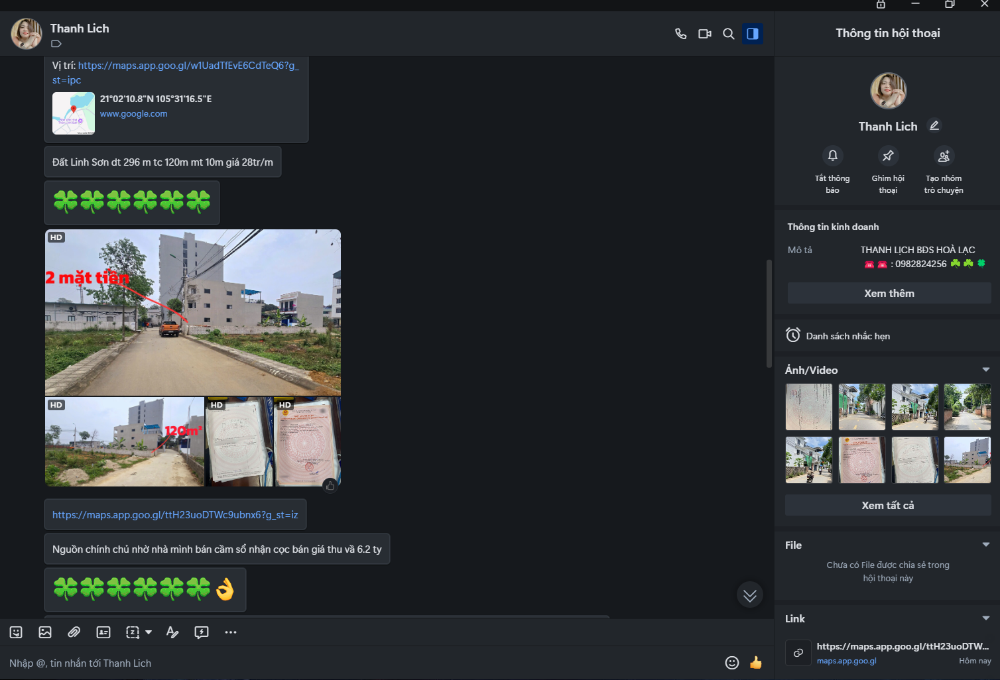 Thanh Lich
Vị trí: https://maps.app.goo.gl/w1UadTfEvE6CdTeQ6?g_
st=ipc
21°02'10.8"N 105°31'16.5"E
www.google.com
Đất Linh Sơn dt 296 m tc 120m mt 10m giá 28tr/m
HD
2 mặt tiền
HD
120m²
HD
HD
https://maps.app.goo.gl/ttH23uoDTWc9ubnx6?g_st=iz
Nguồn chính chủ nhờ nhà mình bán cầm sổ nhận cọc bán giá thu vầ 6.2 ty
Nhập @, tin nhắn tới Thanh Lich
Thông tin hội thoại
Thanh Lich
Tắt thông
báo
Ghim hội
thoại
Tạo nhóm
trò chuyện
Thông tin kinh doanh
Mô tả
THANH LỊCH BĐS HOÀ LẠC
: 0982824256
Xem thêm
Danh sách nhắc hẹn
Ảnh/Video
Xem tất cả
File
Chưa có File được chia sẻ trong
hội thoại này
Link
https://maps.app.goo.gl/ttH23uoDTW...
maps.app.goo.gl
Hôm nay